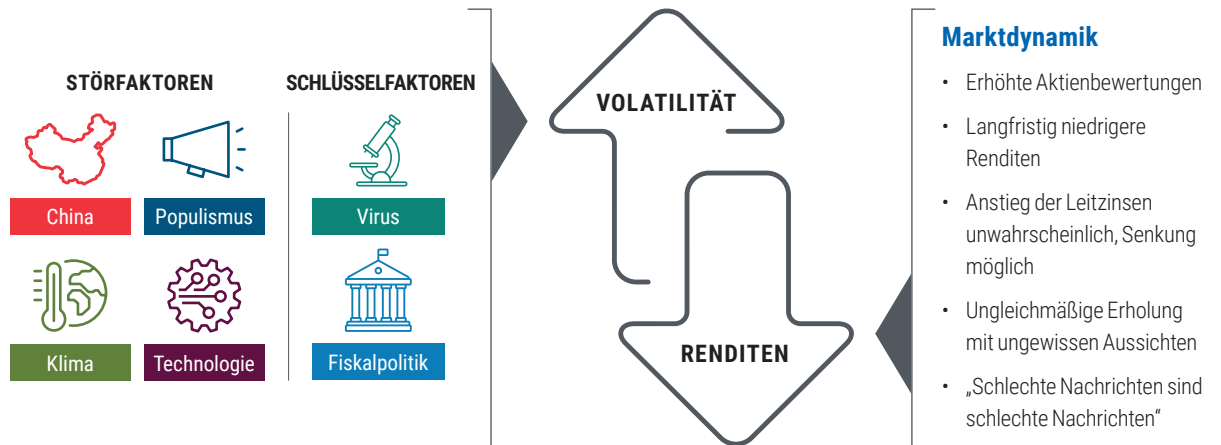 STÖRFAKTOREN
China
Populismus
Klima
Technologie
SCHLÜSSELFAKTOREN
Virus
Fiskalpolitik
VOLATILITÄT
RENDITEN
Marktdynamik
• Erhöhte Aktienbewertungen
• Langfristig niedrigere
Renditen
• Anstieg der Leitzinsen
unwahrscheinlich, Senkung
möglich
• Ungleichmäßige Erholung
mit ungewissen Aussichten
• „Schlechte Nachrichten sind
schlechte Nachrichten“